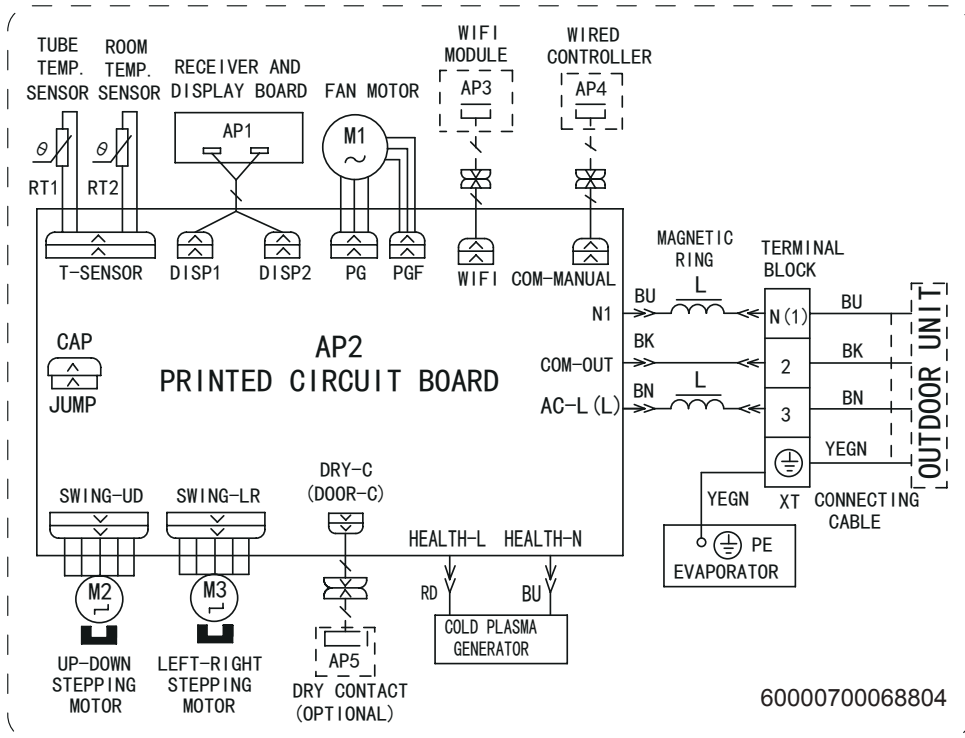 TUBE
TEMP.
SENSOR
ROOM
TEMP.
SENSOR
RECEIVER AND
DISPLAY BOARD
FAN MOTOR
WIFI
MODULE
WIRED
CONTROLLER
AP1
M1
AP3
AP4
θ
θ
RT1
RT2
T-SENSOR
DISP1
DISP2
PG
PGF
WIFI
COM-MANUAL
MAGNETIC
RING
TERMINAL
BLOCK
N1
BU
L
N(1)
BU
CAP
JUMP
AP2
PRINTED CIRCUIT BOARD
COM-OUT
BK
2
BK
AC-L(L)
BN
L
3
BN
YEGN
OUTDOOR UNIT
XT
CONNECTING
CABLE
YEGN
PE
EVAPORATOR
SWING-UD
SWING-LR
DRY-C
(DOOR-C)
HEALTH-L
HEALTH-N
M2
M3
RD
BU
COLD PLASMA
GENERATOR
AP5
UP-DOWN
STEPPING
MOTOR
LEFT-RIGHT
STEPPING
MOTOR
DRY CONTACT
(OPTIONAL)
60000700068804